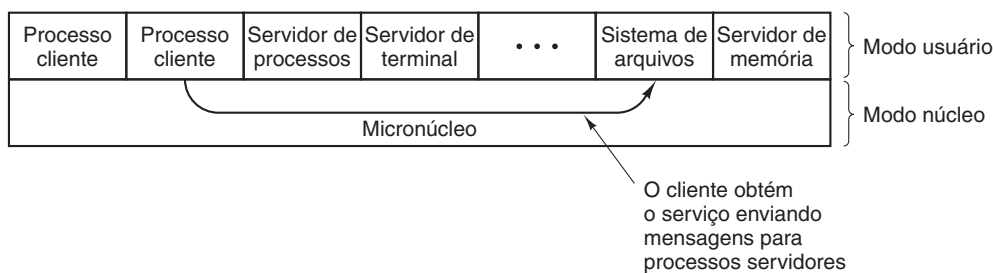 Processo
cliente
Processo
cliente
Servidor de
processos
Servidor de
terminal
• • •
Sistema de
arquivos
Servidor de
memória
Modo usuário
Micronúcleo
Modo núcleo
O cliente obtém
o serviço enviando
mensagens para
processos servidores